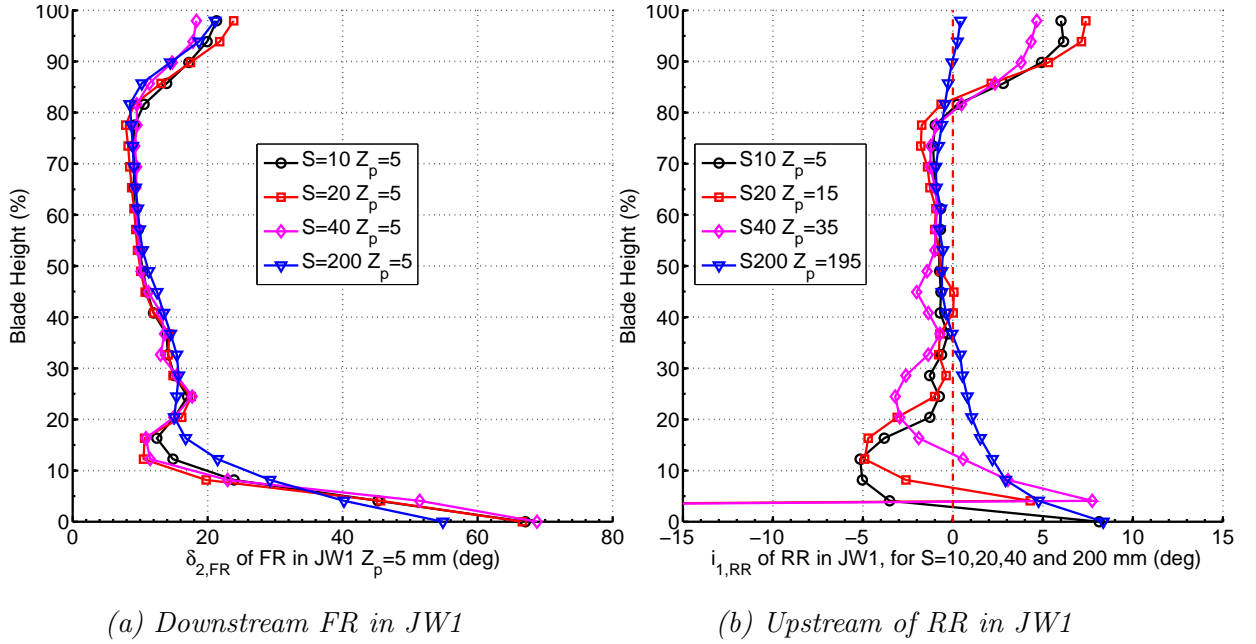 100
90
80
70
60
50
40
30
20
10
0
Blade Height (%)
S=10 Z_p=5
S=20 Z_p=5
S=40 Z_p=5
S=200 Z_p=5
0 20 40 60 80
δ_2,FR of FR in JW1 Z_p=5 mm (deg)
(a) Downstream FR in JW1
100
90
80
70
60
50
40
30
20
10
0
Blade Height (%)
S10 Z_p=5
S20 Z_p=15
S40 Z_p=35
S200 Z_p=195
−15 −10 −5 0 5 10 15
i_1,RR of RR in JW1, for S=10,20,40 and 200 mm
(b) Upstream of RR in JW1